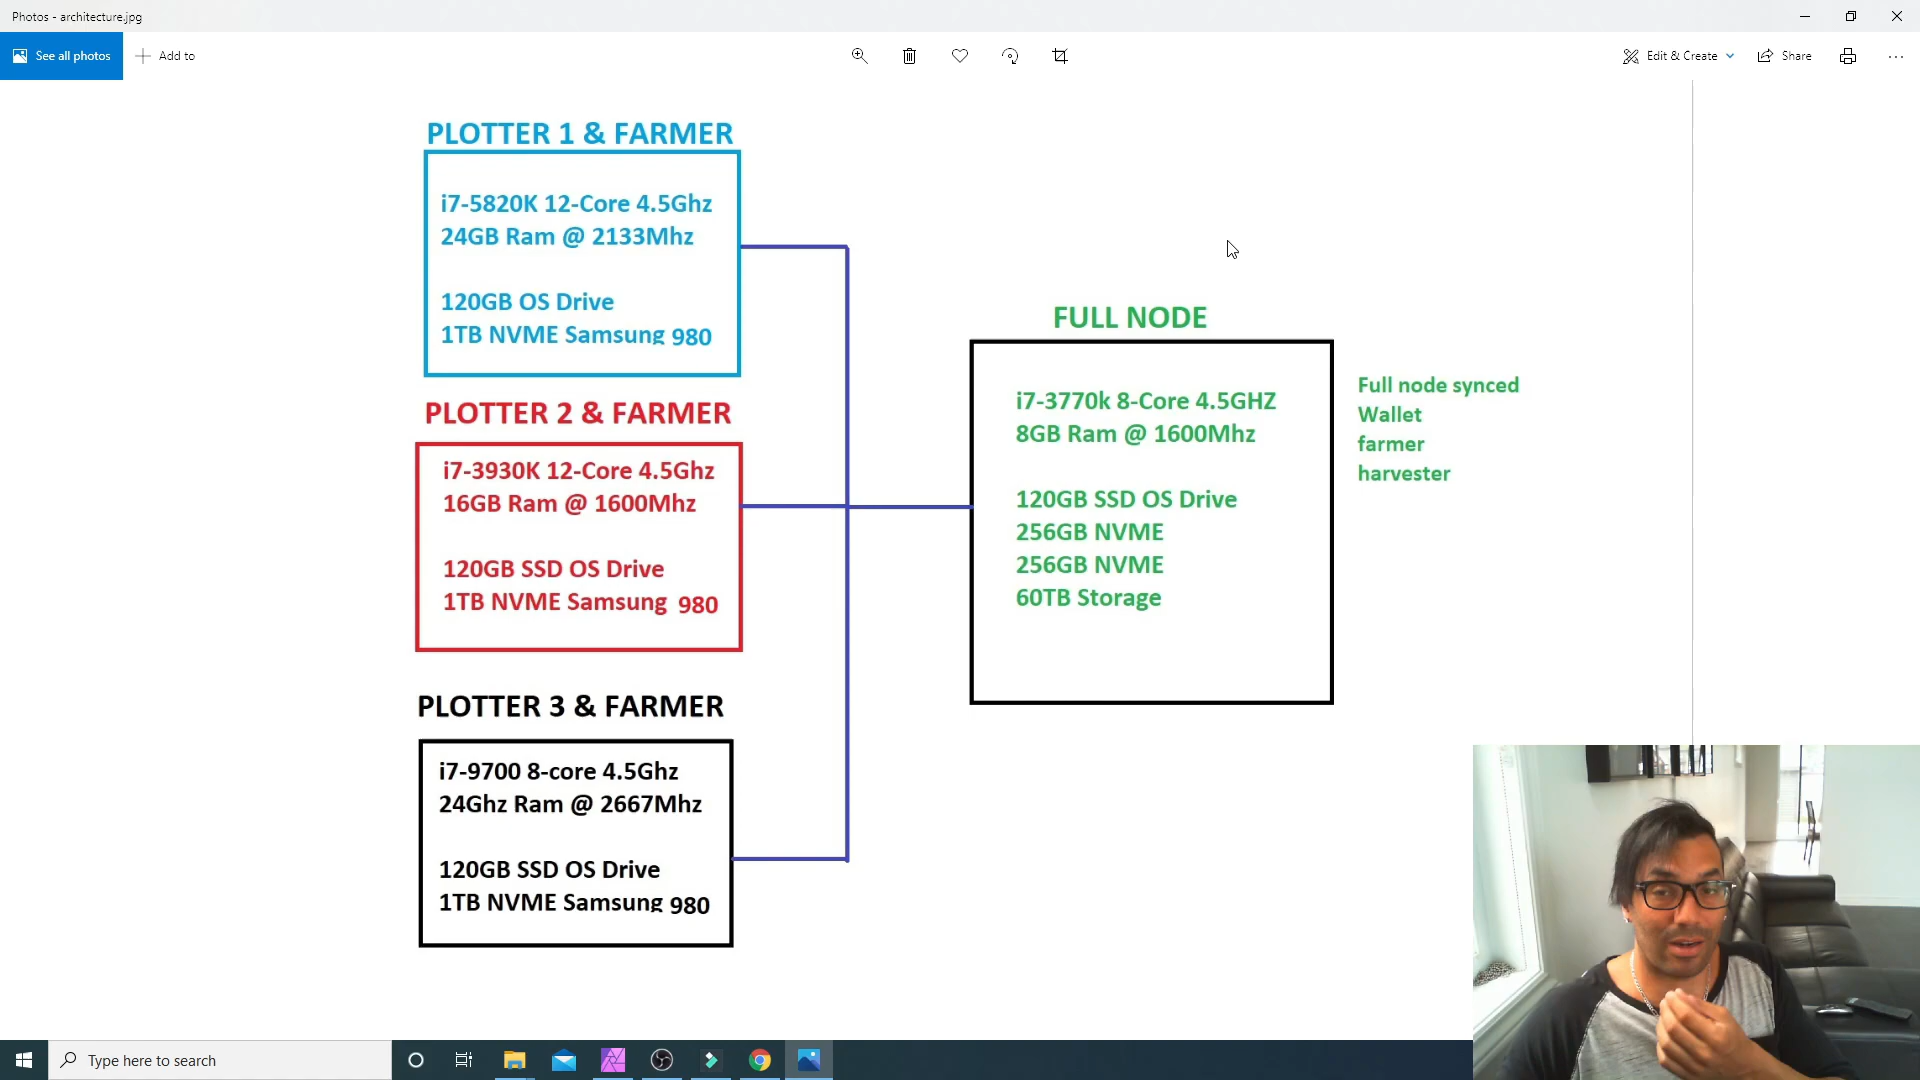 Photos - architecture.jpg
See all photos
Add to
Edit & Create
Share
PLOTTER 1 & FARMER
i7-5820K 12-Core 4.5Ghz
24GB Ram @ 2133Mhz
120GB OS Drive
1TB NVME Samsung 980
PLOTTER 2 & FARMER
i7-3930K 12-Core 4.5Ghz
16GB Ram @ 1600Mhz
120GB SSD OS Drive
1TB NVME Samsung 980
PLOTTER 3 & FARMER
i7-9700 8-core 4.5Ghz
24Ghz Ram @ 2667Mhz
120GB SSD OS Drive
1TB NVME Samsung 980
FULL NODE
i7-3770k 8-Core 4.5GHZ
8GB Ram @ 1600Mhz
120GB SSD OS Drive
256GB NVME
256GB NVME
60TB Storage
Full node synced
Wallet
farmer
harvester
Type here to search